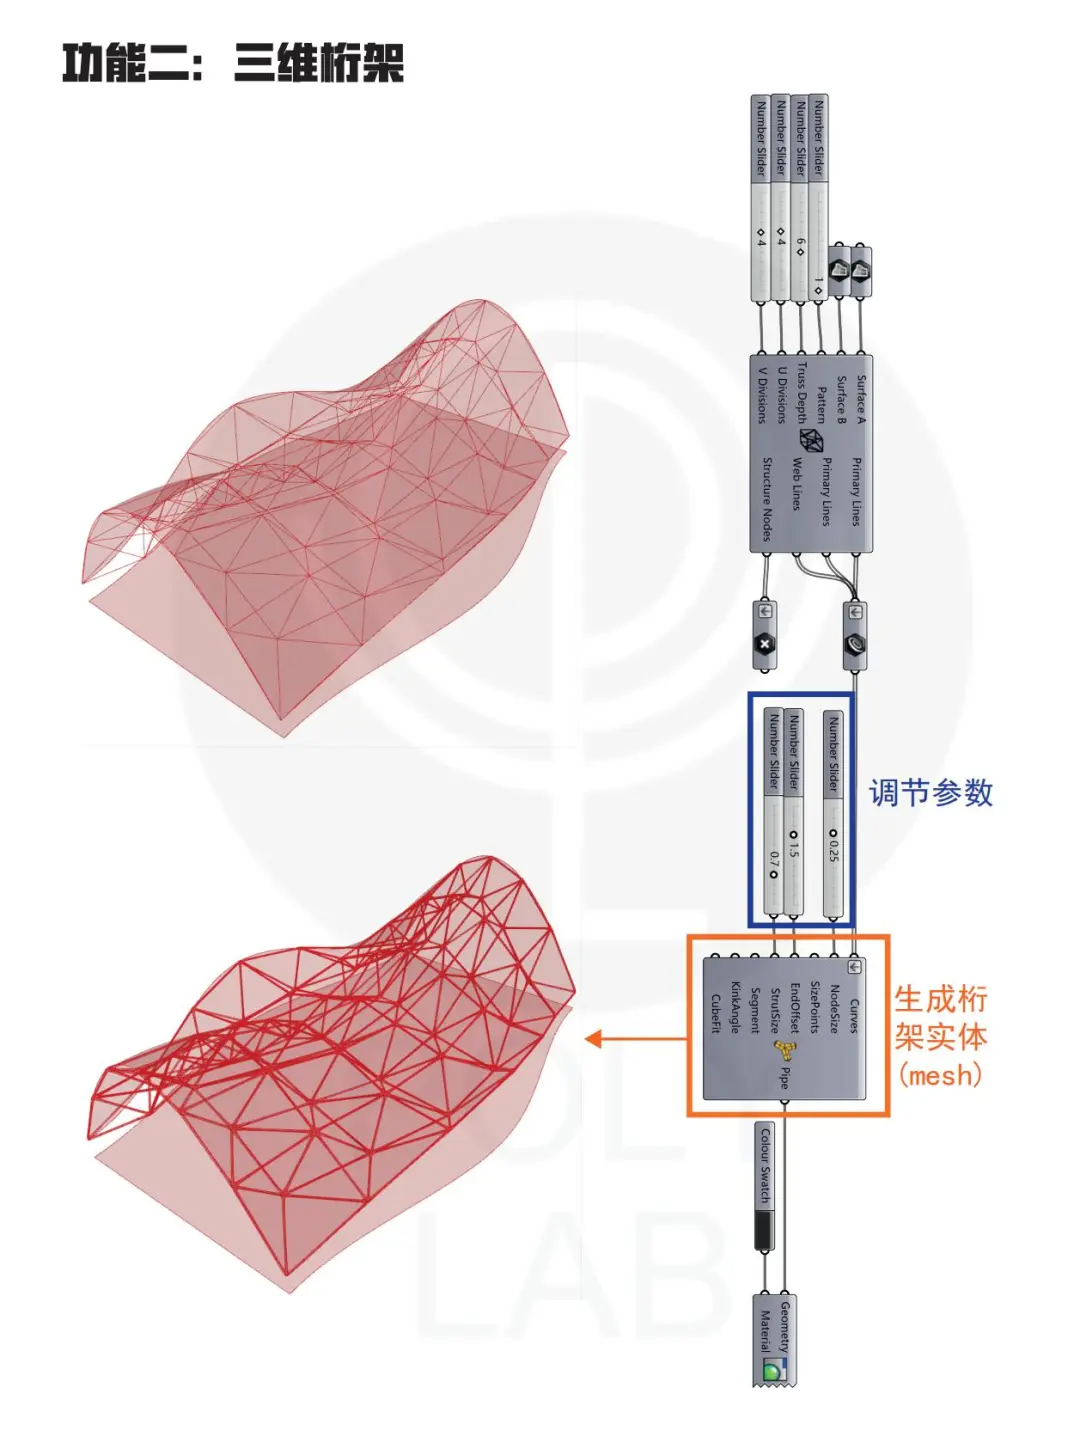 功能二：三维桁架
Number Slider
Number Slider
Number Slider
Number Slider
4
4
6
1
Surface A
Surface B
Pattern
Truss Depth
U Divisions
V Divisions
Primary Lines
Primary Lines
Web Lines
Structure Nodes
Number Slider
Number Slider
Number Slider
0.25
1.5
0.7
调节参数
Curves
NodeSize
SizePoints
EndOffset
StrutSize
Segment
KinkAngle
CubeFit
Pipe
生成桁
架实体
(mesh)
Colour Swatch
Geometry
Material
LAB